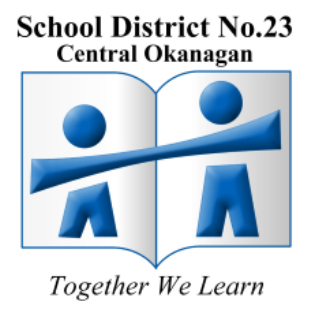 School District No.23
Central Okanagan
Together We Learn